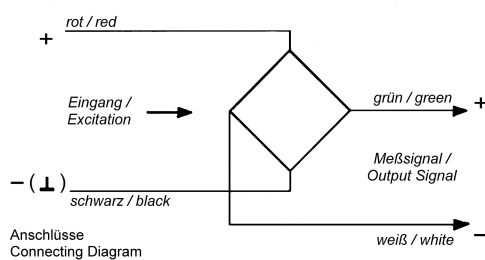 rot / red
+
Eingang /
Excitation
grün / green
+
Meßsignal /
Output Signal
– (⊥)
schwarz / black
weiß / white
–
Anschlüsse
Connecting Diagram